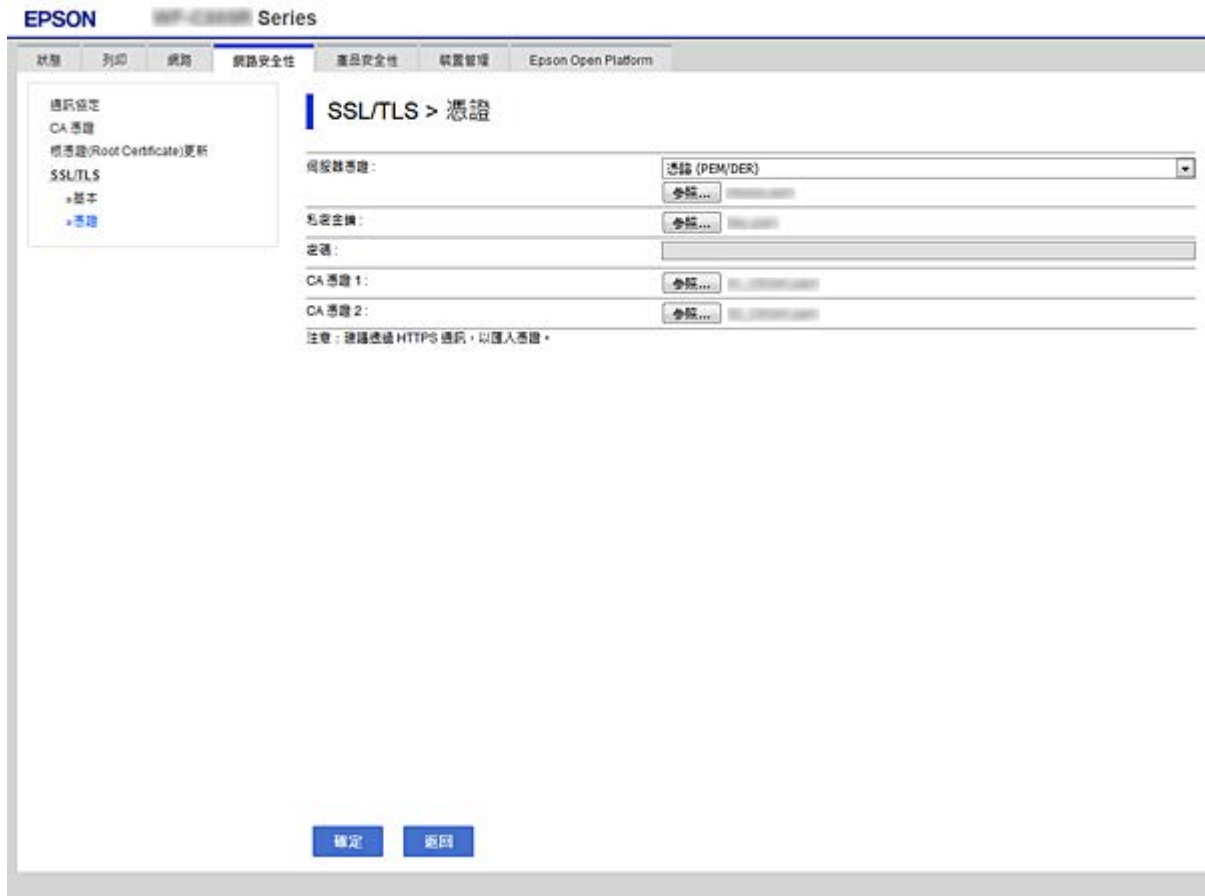 EPSON Series
狀態 列印 網路 網路安全性 產品安全性 裝置管理 Epson Open Platform
通訊協定
CA 憑證
根憑證(Root Certificate)更新
SSL/TLS
»基本
»憑證
SSL/TLS > 憑證
伺服器憑證 : 憑證 (PEM/DER)
參照...
私密金鑰 : 參照...
密碼 :
CA 憑證 1 : 參照...
CA 憑證 2 : 參照...
注意：建議透過 HTTPS 通訊，以匯入憑證。
確定 返回